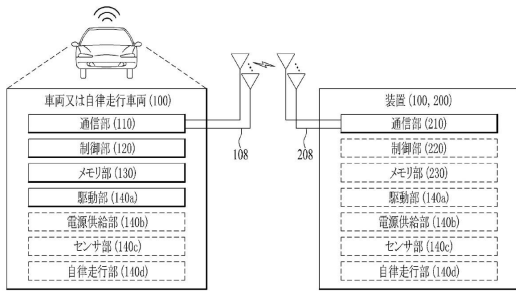 車両又は自律走行車両(100)
通信部(110)
制御部(120)
メモリ部(130)
駆動部(140a)
電源供給部(140b)
センサ部(140c)
自律走行部(140d)
108
208
装置(100, 200)
通信部(210)
制御部(220)
メモリ部(230)
駆動部(140a)
電源供給部(140b)
センサ部(140c)
自律走行部(140d)